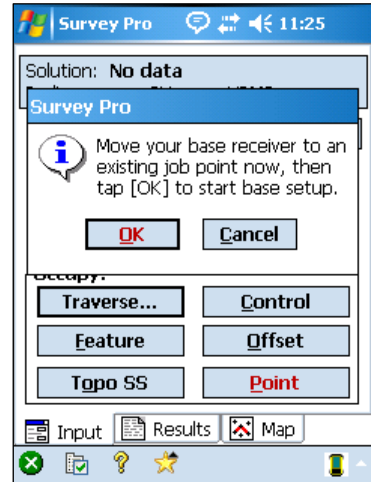 Survey Pro 11:25
Solution: No data
Survey Pro
Move your base receiver to an
existing job point now, then
tap [OK] to start base setup.
OK Cancel
Occupy:
Traverse... Control
Feature Offset
Topo SS Point
Input Results Map